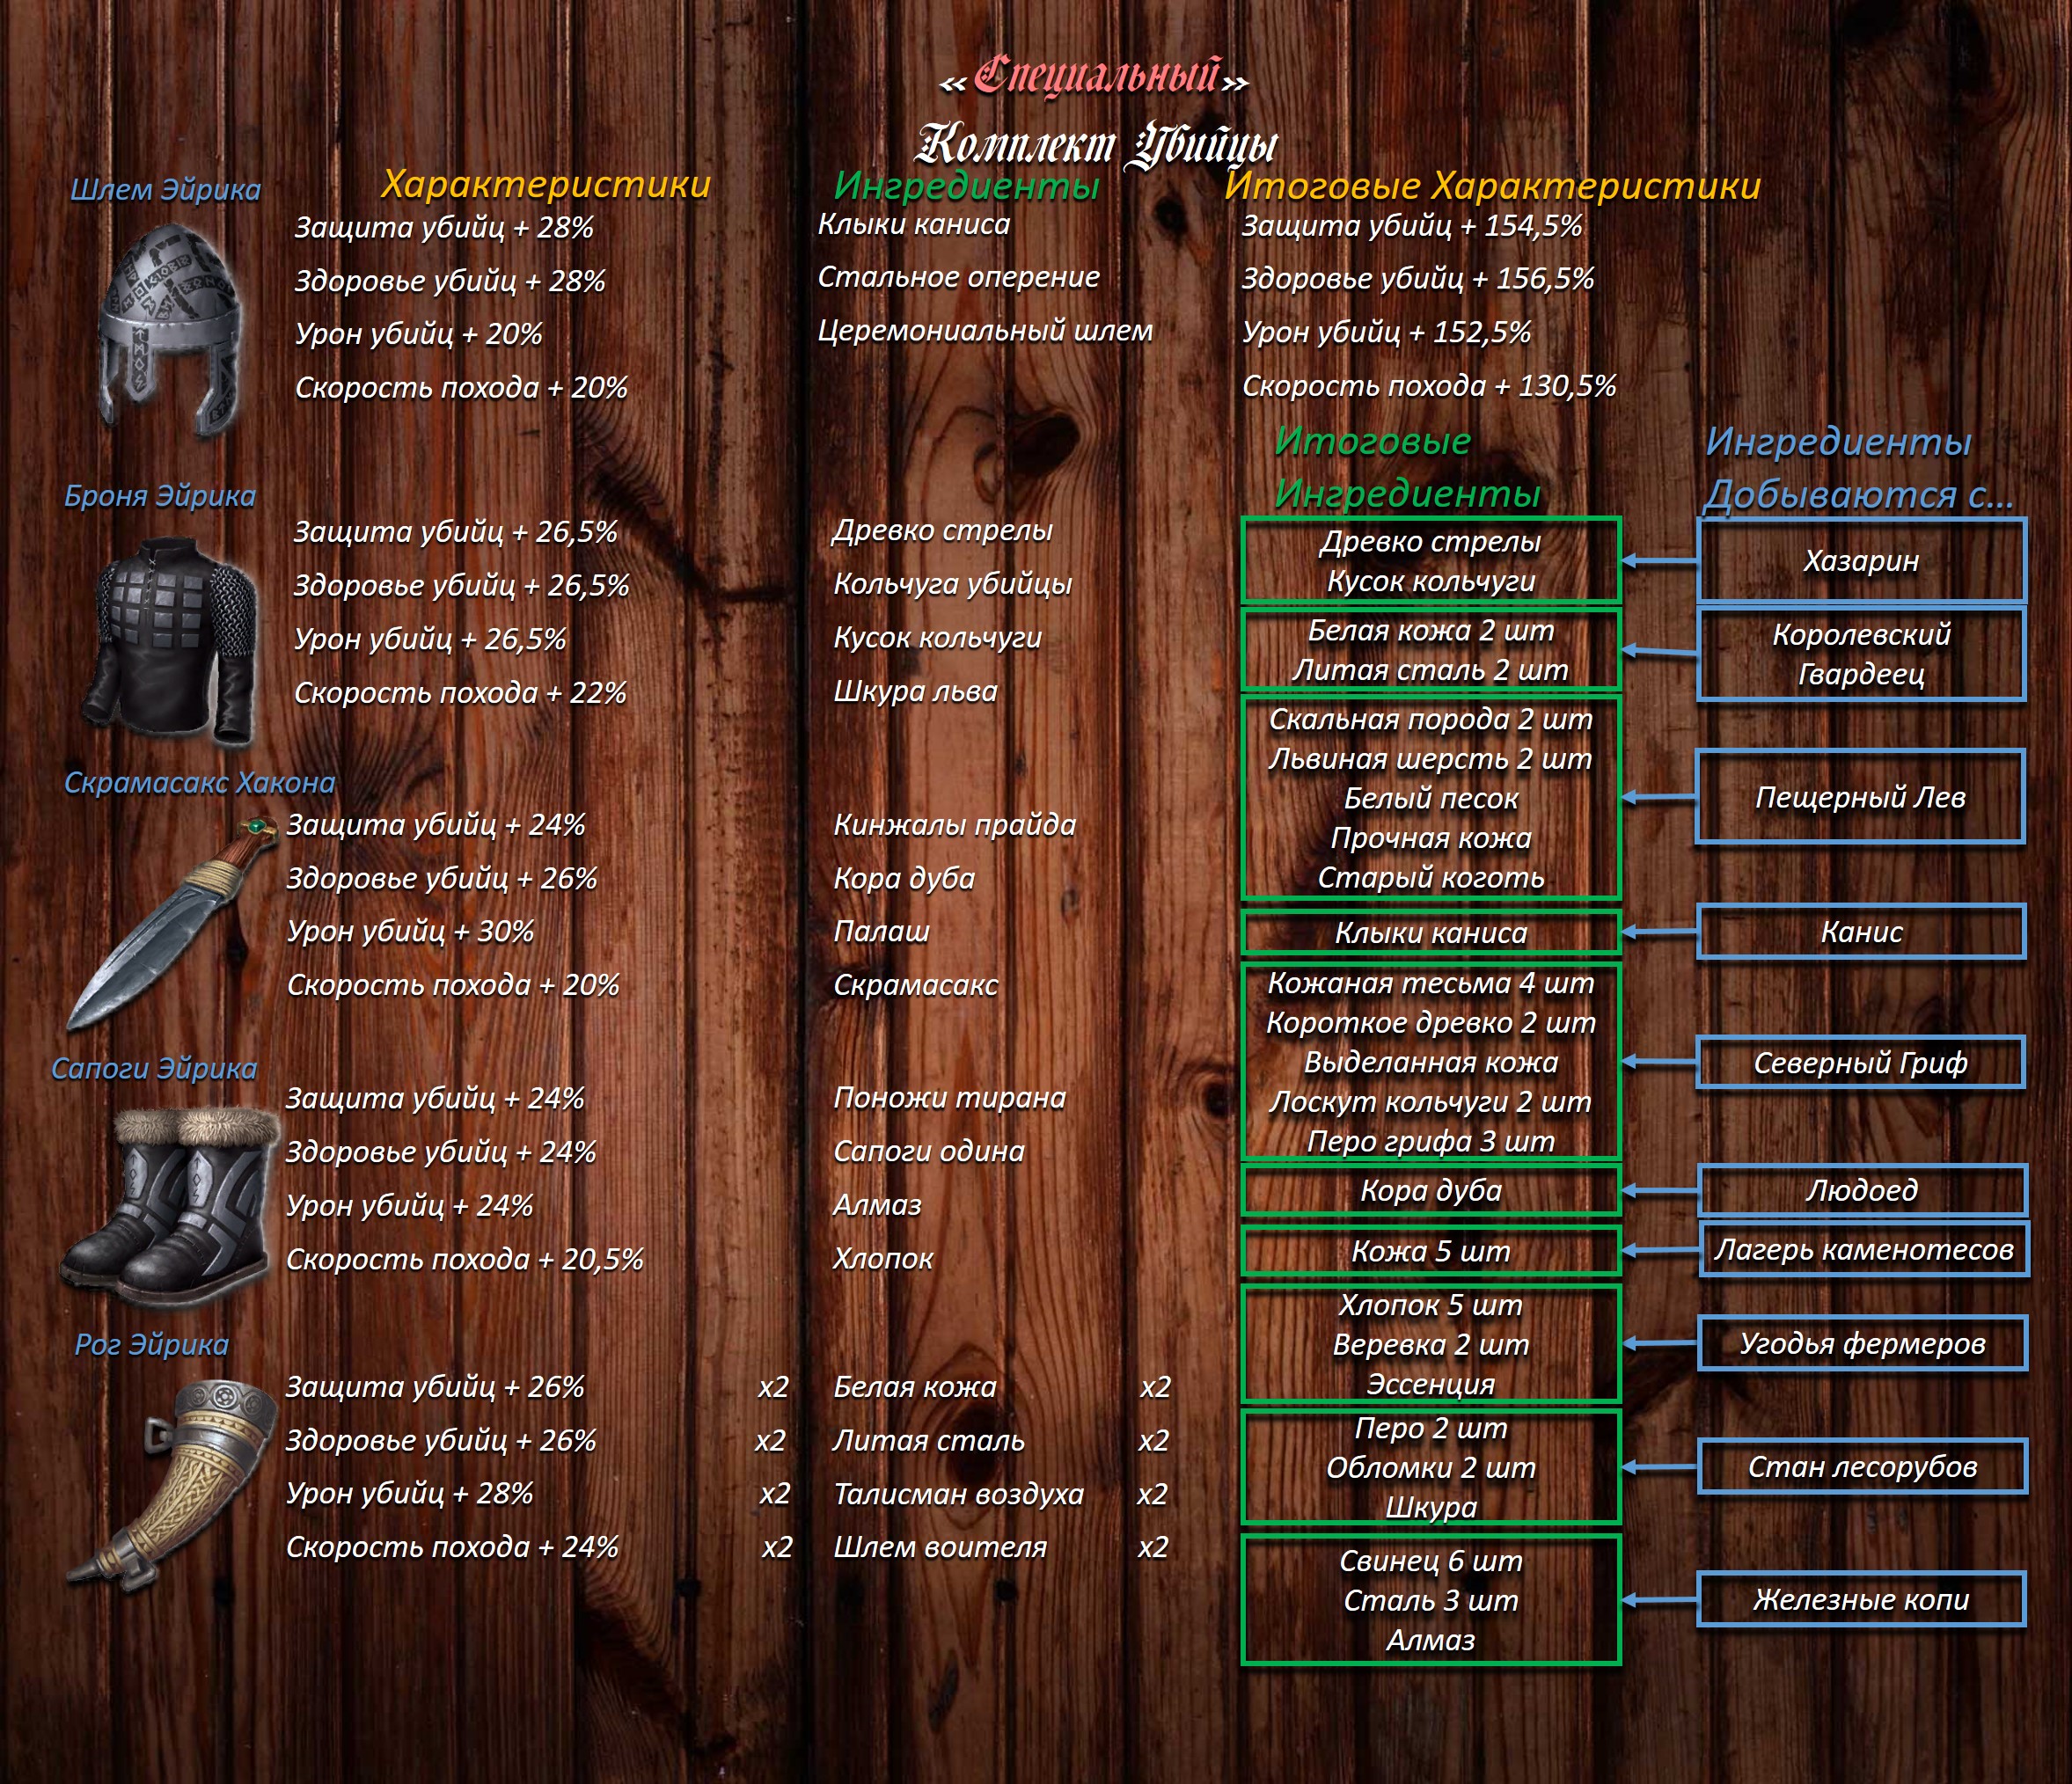 «Специальный»
Комплект Убийцы
Шлем Эйрика
Характеристики
Защита убийц + 28%
Здоровье убийц + 28%
Урон убийц + 20%
Скорость похода + 20%
Ингредиенты
Клыки каниса
Стальное оперение
Церемониальный шлем
Итоговые Характеристики
Защита убийц + 154,5%
Здоровье убийц + 156,5%
Урон убийц + 152,5%
Скорость похода + 130,5%
Броня Эйрика
Защита убийц + 26,5%
Здоровье убийц + 26,5%
Урон убийц + 26,5%
Скорость похода + 22%
Древко стрелы
Кольчуга убийцы
Кусок кольчуги
Шкура льва
Скрамасакс Хакона
Защита убийц + 24%
Здоровье убийц + 26%
Урон убийц + 30%
Скорость похода + 20%
Кинжалы прайда
Кора дуба
Палаш
Скрамасакс
Сапоги Эйрика
Защита убийц + 24%
Здоровье убийц + 24%
Урон убийц + 24%
Скорость похода + 20,5%
Поножи тирана
Сапоги одина
Алмаз
Хлопок
Рог Эйрика
Защита убийц + 26% x2
Здоровье убийц + 26% x2
Урон убийц + 28% x2
Скорость похода + 24% x2
Белая кожа x2
Литая сталь x2
Талисман воздуха x2
Шлем воителя x2
Итоговые
Ингредиенты
Ингредиенты
Добываются с...
Древко стрелы
Кусок кольчуги
Хазарин
Белая кожа 2 шт
Литая сталь 2 шт
Королевский
Гвардеец
Скальная порода 2 шт
Львиная шерсть 2 шт
Белый песок
Прочная кожа
Старый коготь
Пещерный Лев
Клыки каниса
Канис
Кожаная тесьма 4 шт
Короткое древко 2 шт
Выделанная кожа
Лоскут кольчуги 2 шт
Перо грифа 3 шт
Северный Гриф
Кора дуба
Людоед
Кожа 5 шт
Лагерь каменотесов
Хлопок 5 шт
Веревка 2 шт
Эссенция
Угодья фермеров
Перо 2 шт
Обломки 2 шт
Шкура
Стан лесорубов
Свинец 6 шт
Сталь 3 шт
Алмаз
Железные копи